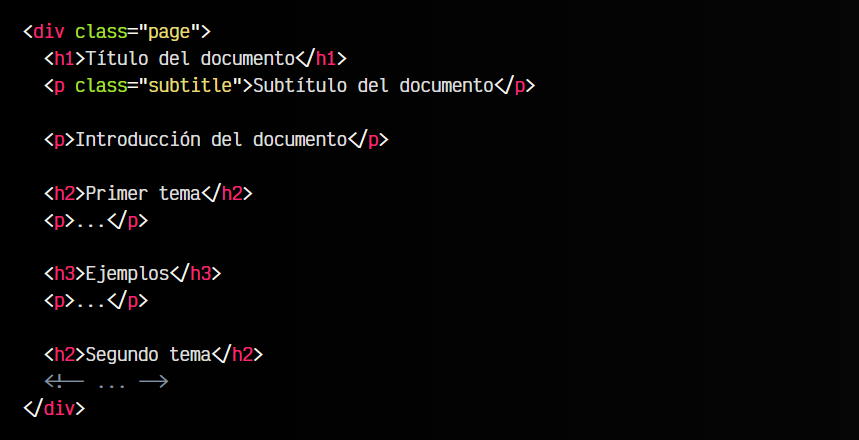 <div class="page">
<h1>Título del documento</h1>
<p class="subtitle">Subtítulo del documento</p>
<p>Introducción del documento</p>
<h2>Primer tema</h2>
<p>...</p>
<h3>Ejemplos</h3>
<p>...</p>
<h2>Segundo tema</h2>
<!-- ... -->
</div>